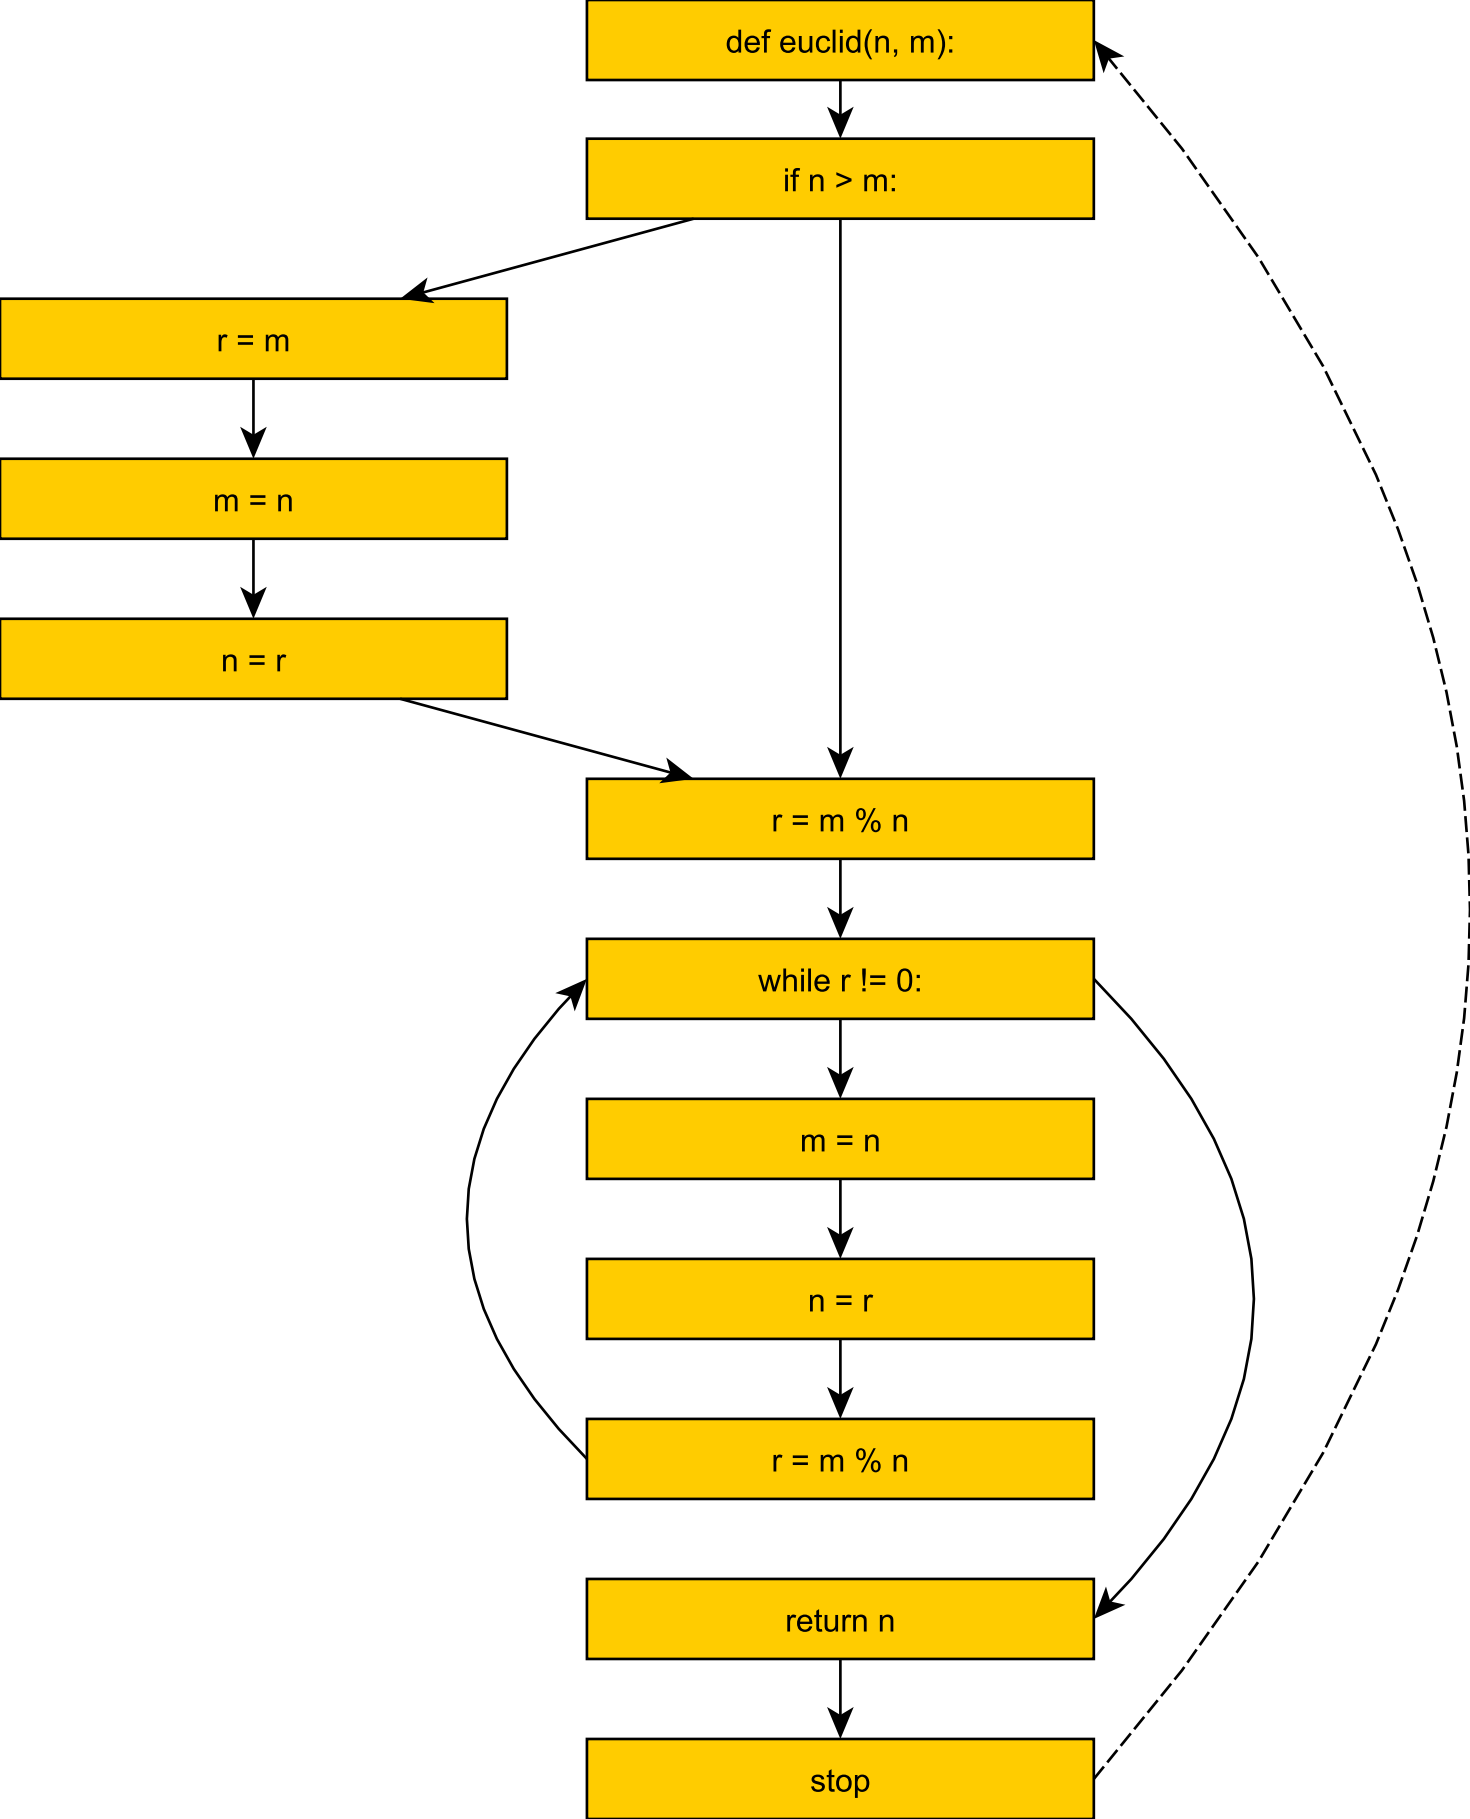 def euclid(n, m):
if n > m:
r = m
m = n
n = r
r = m % n
while r != 0:
m = n
n = r
r = m % n
return n
stop